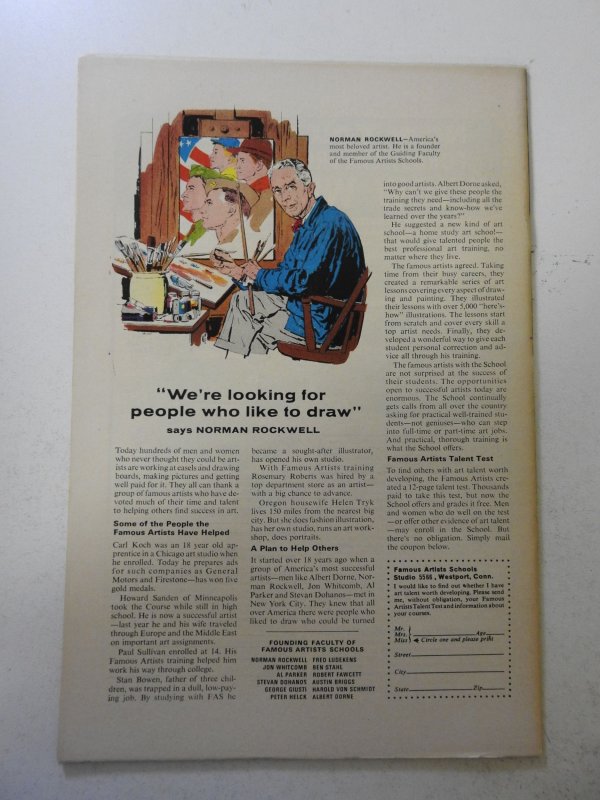 NORMAN ROCKWELL—America's
most beloved artist. He is a founder
and member of the Guiding Faculty
of the Famous Artists Schools.
"We're looking for
people who like to draw"
says NORMAN ROCKWELL
Today hundreds of men and women
who never thought they could be art-
ists are working at easels and drawing
boards, making pictures and getting
well paid for it. They all can thank a
group of famous artists who have de-
voted much of their time and talent
to helping others find success in art.
Some of the People the
Famous Artists Have Helped
Carl Koch was an 18 year old ap-
prentice in a Chicago art studio when
he enrolled. Today he prepares ads
for such companies as General
Motors and Firestone—has won five
gold medals.
Howard Sanden of Minneapolis
took the Course while still in high
school. He is now a successful artist
—last year he and his wife traveled
through Europe and the Middle East
on important art assignments.
Paul Sullivan enrolled at 14. His
Famous Artists training helped him
work his way through college.
Stan Bowen, father of three chil-
dren, was trapped in a dull, low-pay-
ing job. By studying with FAS he
became a sought-after illustrator,
has opened his own studio.
With Famous Artists training
Rosemary Roberts was hired by a
top department store as an artist—
with a big chance to advance.
Oregon housewife Helen Tryk
lives 150 miles from the nearest big
city. But she does fashion illustration,
has her own studio, runs an art work-
shop, does portraits.
A Plan to Help Others
It started over 18 years ago when a
group of America's most successful
artists—men like Albert Dorne, Nor-
man Rockwell, Jon Whitcomb, Al
Parker and Stevan Dohanos—met in
New York City. They knew that all
over America there were people who
liked to draw who could be turned
FOUNDING FACULTY OF
FAMOUS ARTISTS SCHOOLS
NORMAN ROCKWELL FRED LUDEKENS
JON WHITCOMB BEN STAHL
AL PARKER ROBERT FAWCETT
STEVAN DOHANOS AUSTIN BRIGGS
GEORGE GIUSTI HAROLD VON SCHMIDT
PETER HELCK ALBERT DORNE
into good artists. Albert Dorne asked,
"Why can't we give these people the
training they need—including all the
trade secrets and know-how we've
learned over the years?"
He suggested a new kind of art
school—a home study art school—
that would give talented people the
best professional art training, no
matter where they live.
The famous artists agreed. Taking
time from their busy careers, they
created a remarkable series of art
lessons covering every aspect of draw-
ing and painting. They illustrated
their lessons with over 5,000 "here's-
how" illustrations. The lessons start
from scratch and cover every skill a
top artist needs. Finally, they de-
veloped a wonderful way to give each
student personal correction and ad-
vice all through his training.
The famous artists with the School
are not surprised at the success of
their students. The opportunities
open to successful artists today are
enormous. The School continually
gets calls from all over the country
asking for practical well-trained stu-
dents—not geniuses—who can step
into full-time or part-time art jobs.
And practical, thorough training is
what the School offers.
Famous Artists Talent Test
To find others with art talent worth
developing, the Famous Artists cre-
ated a 12-page talent test. Thousands
paid to take this test, but now the
School offers and grades it free. Men
and women who do well on the test
—or offer other evidence of art talent
—may enroll in the School. But
there's no obligation. Simply mail
the coupon below.
Famous Artists Schools
Studio 5566, Westport, Conn.
I would like to find out whether I have
art talent worth developing. Please send
me, without obligation, your Famous
Artists Talent Test and information about
your courses.
Mr.
Mrs. Age
Miss Circle one and please print
Street
City
State Zip